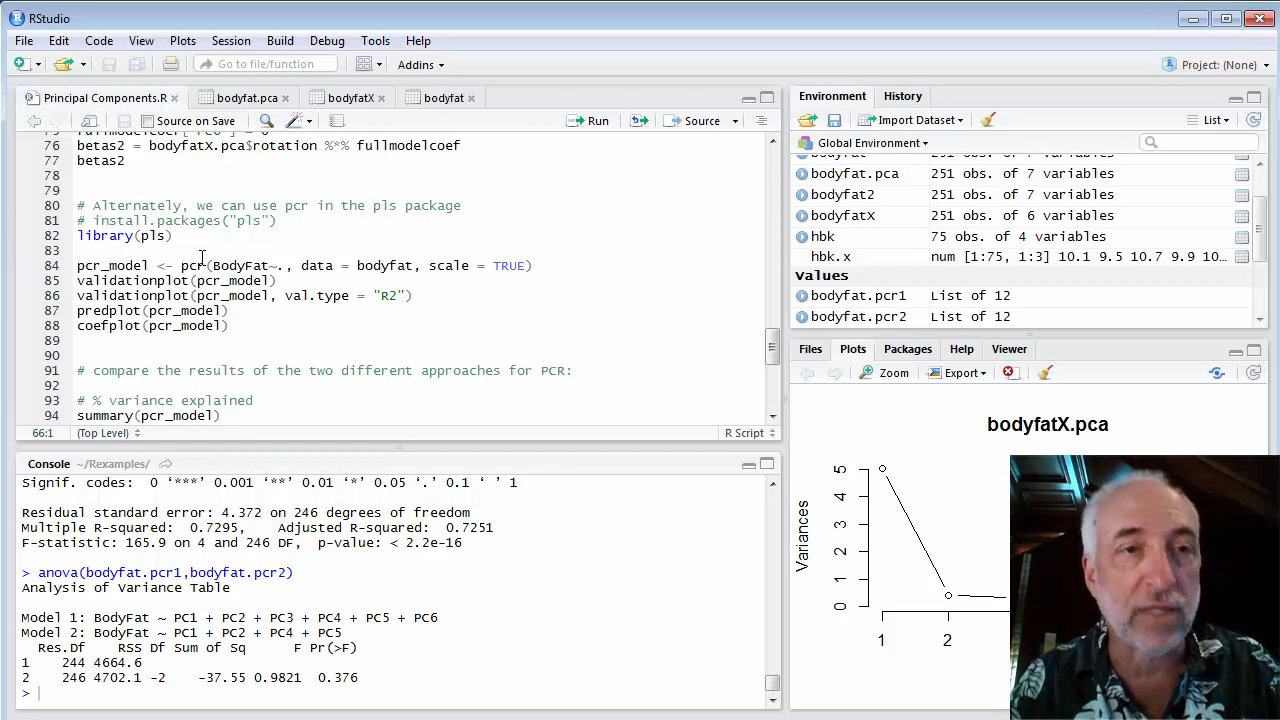 RStudio
File Edit Code View Plots Session Build Debug Tools Help
Go to file/function Addins Project: (None)
Principal Components.R bodyfat.pca bodyfatX bodyfat
Source on Save Run Source
76 betas2 = bodyfatX.pca$rotation %*% fullmodelcoef
77 betas2
78
79
80 # Alternately, we can use pcr in the pls package
81 # install.packages("pls")
82 library(pls)
83
84 pcr_model <- pcr(BodyFat~., data = bodyfat, scale = TRUE)
85 validationplot(pcr_model)
86 validationplot(pcr_model, val.type = "R2")
87 predplot(pcr_model)
88 coefplot(pcr_model)
89
90
91 # compare the results of the two different approaches for PCR:
92
93 # % variance explained
94 summary(pcr_model)
66:1 (Top Level) R Script
Console ~/Rexamples/
Signif. codes: 0 ‘***’ 0.001 ‘**’ 0.01 ‘*’ 0.05 ‘.’ 0.1 ‘ ’ 1
Residual standard error: 4.372 on 246 degrees of freedom
Multiple R-squared: 0.7295, Adjusted R-squared: 0.7251
F-statistic: 165.9 on 4 and 246 DF, p-value: < 2.2e-16
> anova(bodyfat.pcr1,bodyfat.pcr2)
Analysis of Variance Table
Model 1: BodyFat ~ PC1 + PC2 + PC3 + PC4 + PC5 + PC6
Model 2: BodyFat ~ PC1 + PC2 + PC4 + PC5
Res.Df RSS Df Sum of Sq F Pr(>F)
1 244 4664.6
2 246 4702.1 -2 -37.55 0.9821 0.376
>
Environment History
Import Dataset List
Global Environment
bodyfat.pca 251 obs. of 7 variables
bodyfat2 251 obs. of 7 variables
bodyfatX 251 obs. of 6 variables
hbk 75 obs. of 4 variables
hbk.x num [1:75, 1:3] 10.1 9.5 10.7 9.9 10...
Values
bodyfat.pcr1 List of 12
bodyfat.pcr2 List of 12
Files Plots Packages Help Viewer
Zoom Export
bodyfatX.pca
Variances
5
4
3
2
1
0
1 2